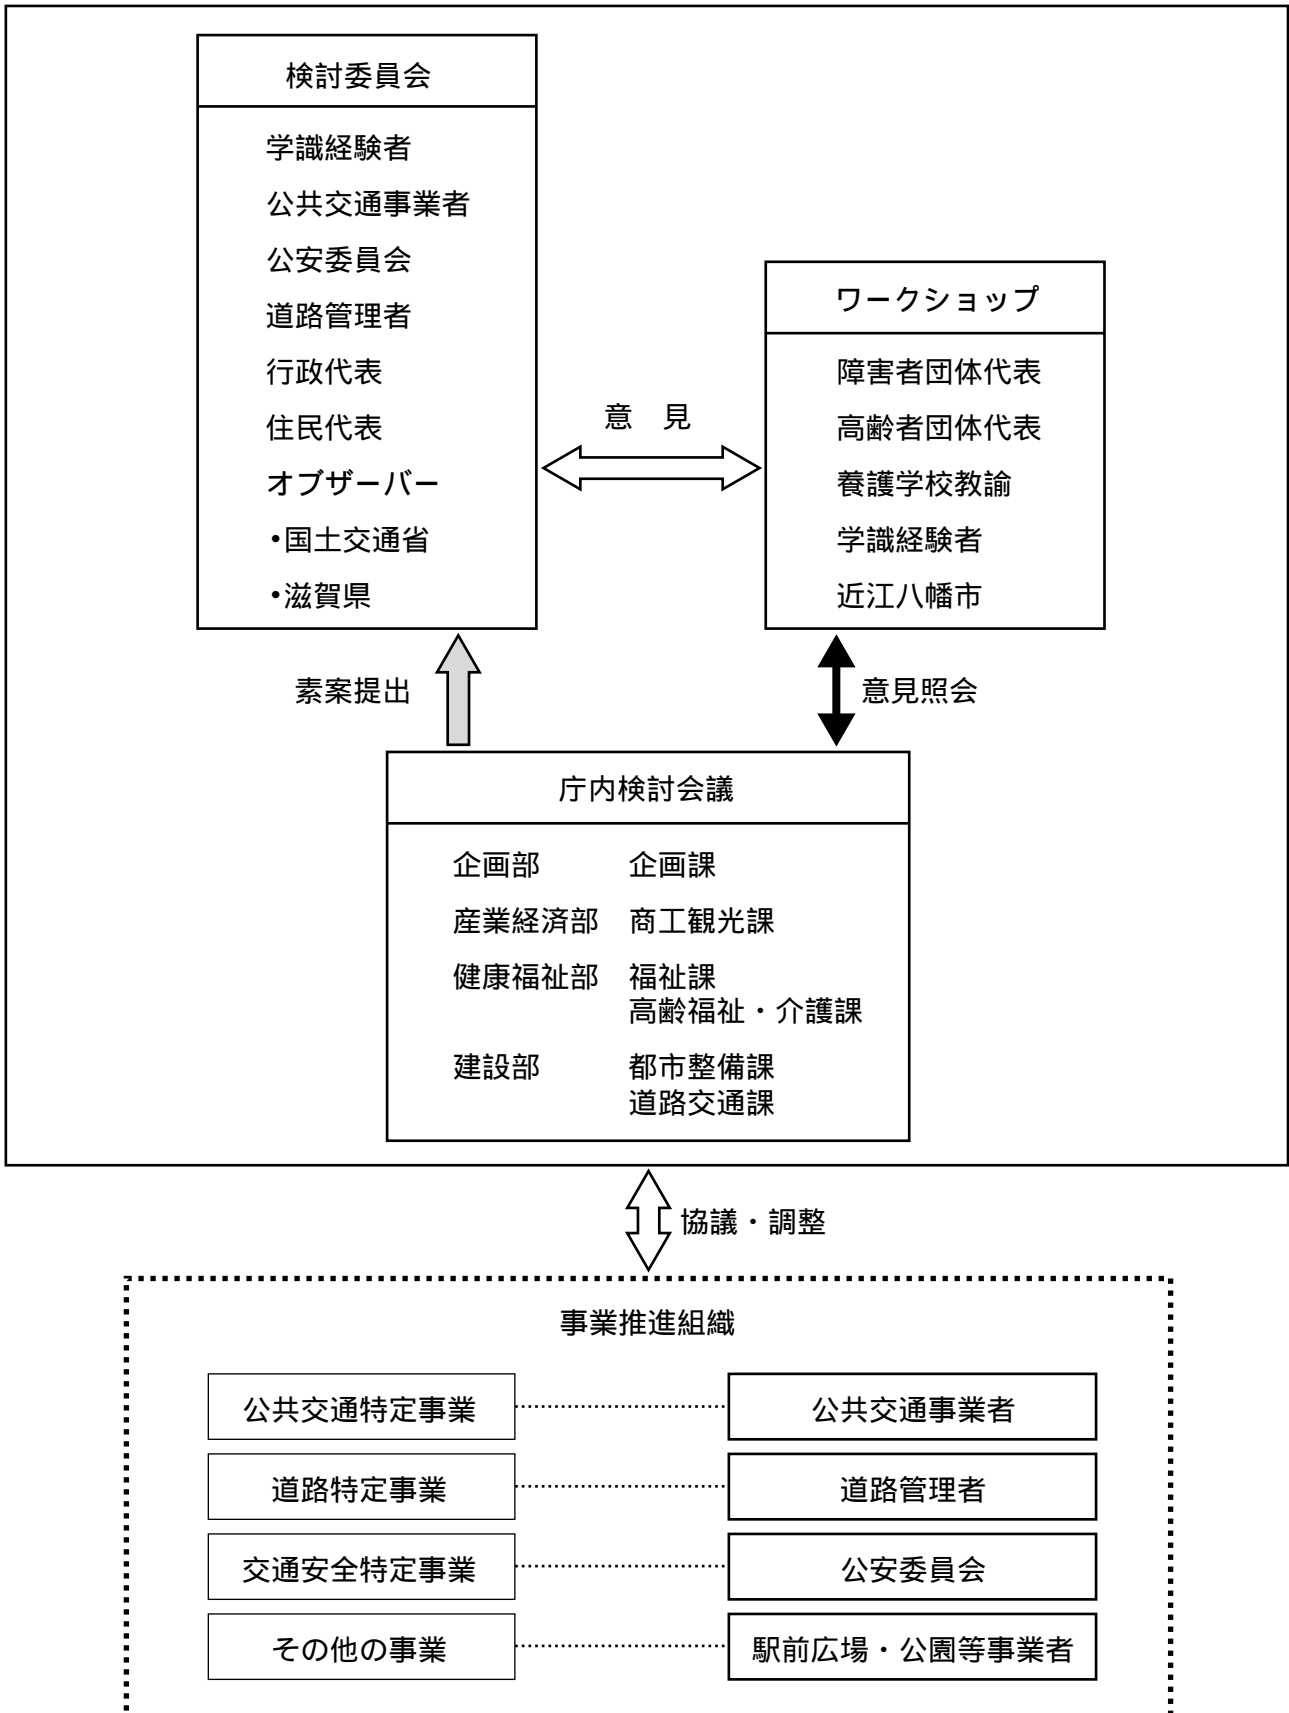 検討委員会
学識経験者
公共交通事業者
公安委員会
道路管理者
行政代表
住民代表
オブザーバー
•国土交通省
•滋賀県
意　見
ワークショップ
障害者団体代表
高齢者団体代表
養護学校教諭
学識経験者
近江八幡市
素案提出
意見照会
庁内検討会議
企画部　企画課
産業経済部　商工観光課
健康福祉部　福祉課
高齢福祉・介護課
建設部　都市整備課
道路交通課
協議・調整
事業推進組織
公共交通特定事業　公共交通事業者
道路特定事業　道路管理者
交通安全特定事業　公安委員会
その他の事業　駅前広場・公園等事業者